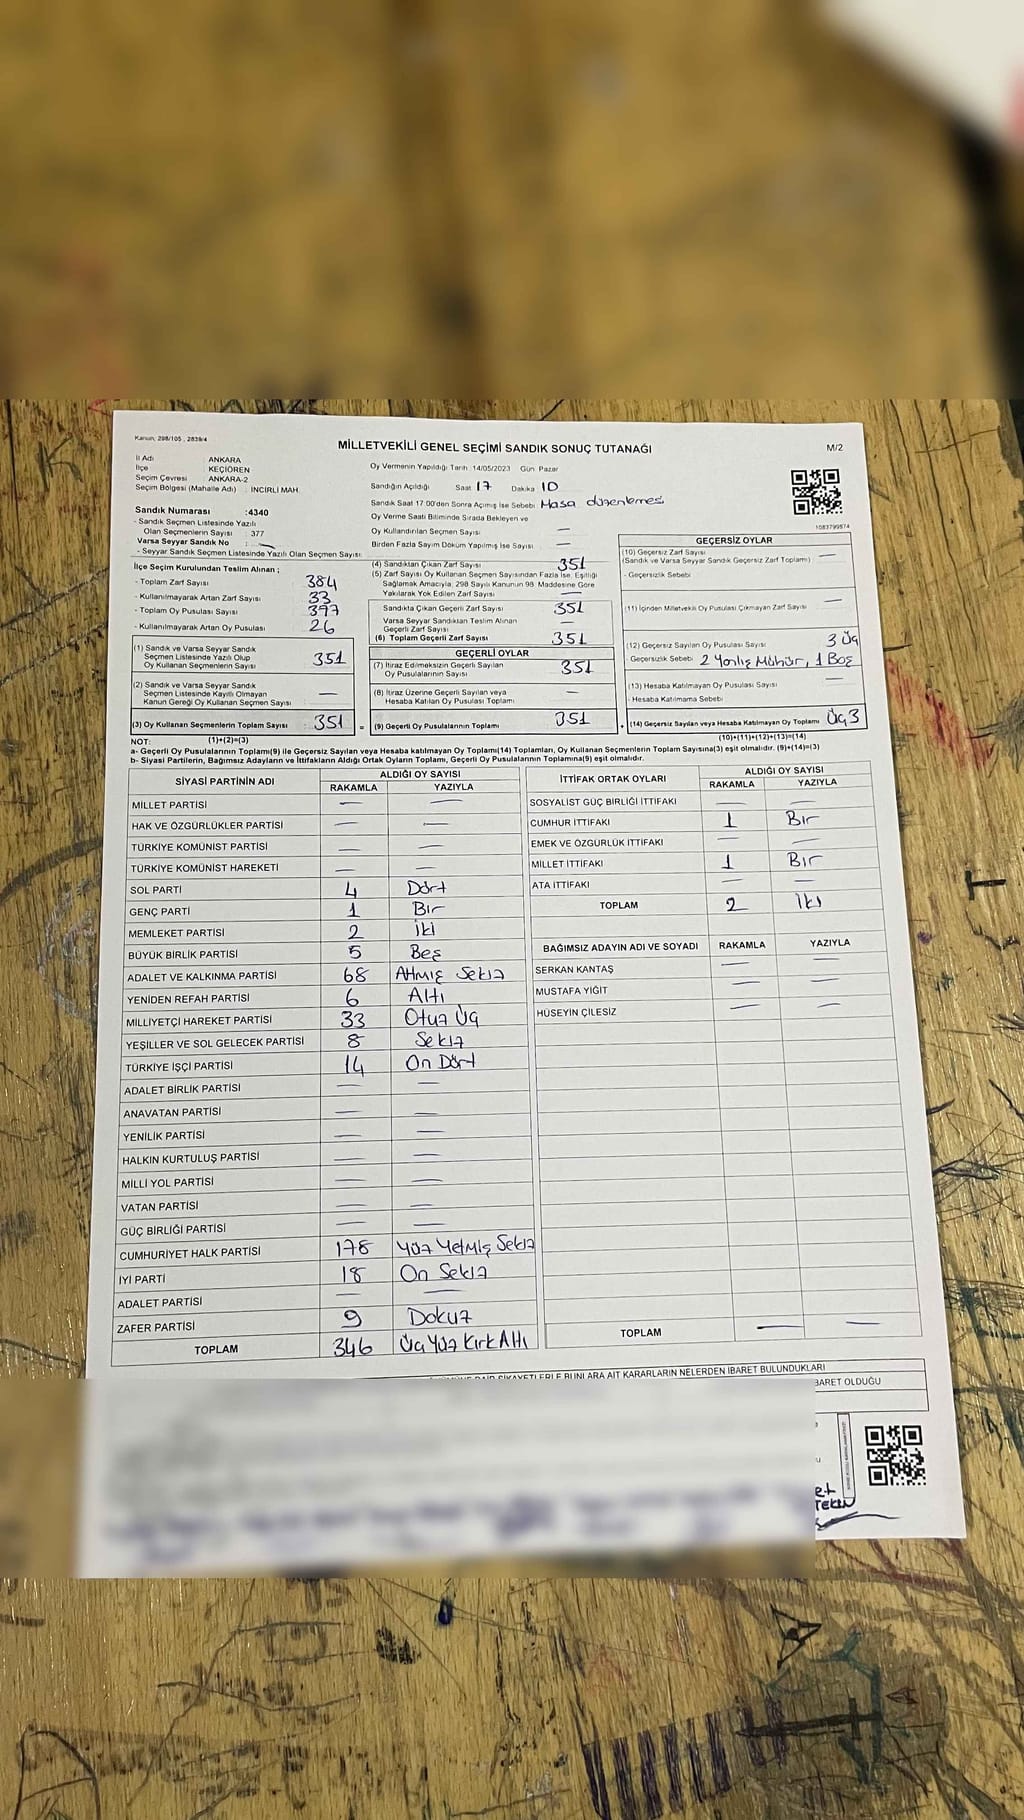 Kanun, 298/105 , 2839/4
MİLLETVEKİLİ GENEL SEÇİMİ SANDIK SONUÇ TUTANAĞI
M/2
İl Adı : ANKARA
İlçe : KEÇİÖREN
Seçim Çevresi : ANKARA-2
Seçim Bölgesi (Mahalle Adı) : İNCİRLİ MAH.
Oy Vermenin Yapıldığı Tarih :14/05/2023 Gün Pazar
Sandığın Açıldığı Saat 17 Dakika 10
Sandık Saat 17.00'den Sonra Açılmış İse Sebebi Masa düzenlemesi
Oy Verme Saati Bitiminde Sırada Bekleyen ve
Oy Kullandırılan Seçmen Sayısı —
Birden Fazla Sayım Döküm Yapılmış İse Sayısı —
1083799874
Sandık Numarası :4340
- Sandık Seçmen Listesinde Yazılı
Olan Seçmenlerin Sayısı : 377
Varsa Seyyar Sandık No : —
- Seyyar Sandık Seçmen Listesinde Yazılı Olan Seçmen Sayısı:
İlçe Seçim Kurulundan Teslim Alınan ;
- Toplam Zarf Sayısı : 384
- Kullanılmayarak Artan Zarf Sayısı : 33
- Toplam Oy Pusulası Sayısı : 397
- Kullanılmayarak Artan Oy Pusulası : 26
(1) Sandık ve Varsa Seyyar Sandık
Seçmen Listesinde Yazılı Olup
Oy Kullanan Seçmenlerin Sayısı 351
(2) Sandık ve Varsa Seyyar Sandık
Seçmen Listesinde Kayıtlı Olmayan
Kanun Gereği Oy Kullanan Seçmen Sayısı —
(3) Oy Kullanan Seçmenlerin Toplam Sayısı 351
(4) Sandıktan Çıkan Zarf Sayısı 351
(5) Zarf Sayısı Oy Kullanan Seçmen Sayısından Fazla İse, Eşitliği
Sağlamak Amacıyla, 298 Sayılı Kanunun 98. Maddesine Göre
Yakılarak Yok Edilen Zarf Sayısı —
Sandıkta Çıkan Geçerli Zarf Sayısı 351
Varsa Seyyar Sandıktan Teslim Alınan
Geçerli Zarf Sayısı —
(6) Toplam Geçerli Zarf Sayısı 351
GEÇERLİ OYLAR
(7) İtiraz Edilmeksizin Geçerli Sayılan
Oy Pusulalarının Sayısı 351
(8) İtiraz Üzerine Geçerli Sayılan veya
Hesaba Katılan Oy Pusulası Toplamı —
= (9) Geçerli Oy Pusulalarının Toplamı 351
GEÇERSİZ OYLAR
(10) Geçersiz Zarf Sayısı
(Sandık ve Varsa Seyyar Sandık Geçersiz Zarf Toplamı) —
- Geçersizlik Sebebi
(11) İçinden Milletvekili Oy Pusulası Çıkmayan Zarf Sayısı —
(12) Geçersiz Sayılan Oy Pusulası Sayısı 3 Üç
- Geçersizlik Sebebi 2 Yanlış Mühür, 1 Boş
(13) Hesaba Katılmayan Oy Pusulası Sayısı —
- Hesaba Katılmama Sebebi
+ (14) Geçersiz Sayılan veya Hesaba Katılmayan Oy Toplamı Üç 3
NOT: (1)+(2)=(3) (10)+(11)+(12)+(13)=(14)
a- Geçerli Oy Pusulalarının Toplamı(9) ile Geçersiz Sayılan veya Hesaba katılmayan Oy Toplamı(14) Toplamları, Oy Kullanan Seçmenlerin Toplam Sayısına(3) eşit olmalıdır. (9)+(14)=(3)
b- Siyasi Partilerin, Bağımsız Adayların ve İttifakların Aldığı Ortak Oyların Toplamı, Geçerli Oy Pusulalarının Toplamına(9) eşit olmalıdır.
SİYASİ PARTİNİN ADI ALDIĞI OY SAYISI
RAKAMLA YAZIYLA
MİLLET PARTİSİ — —
HAK VE ÖZGÜRLÜKLER PARTİSİ — —
TÜRKİYE KOMÜNİST PARTİSİ — —
TÜRKİYE KOMÜNİST HAREKETİ — —
SOL PARTİ 4 Dört
GENÇ PARTİ 1 Bir
MEMLEKET PARTİSİ 2 İki
BÜYÜK BİRLİK PARTİSİ 5 Beş
ADALET VE KALKINMA PARTİSİ 68 Atmış Sekiz
YENİDEN REFAH PARTİSİ 6 Altı
MİLLİYETÇİ HAREKET PARTİSİ 33 Otuz Üç
YEŞİLLER VE SOL GELECEK PARTİSİ 8 Sekiz
TÜRKİYE İŞÇİ PARTİSİ 14 On Dört
ADALET BİRLİK PARTİSİ — —
ANAVATAN PARTİSİ — —
YENİLİK PARTİSİ — —
HALKIN KURTULUŞ PARTİSİ — —
MİLLİ YOL PARTİSİ — —
VATAN PARTİSİ — —
GÜÇ BİRLİĞİ PARTİSİ — —
CUMHURİYET HALK PARTİSİ 178 Yüz Yetmiş Sekiz
İYİ PARTİ 18 On Sekiz
ADALET PARTİSİ — —
ZAFER PARTİSİ 9 Dokuz
TOPLAM 346 Üç Yüz Kırk Altı
İTTİFAK ORTAK OYLARI ALDIĞI OY SAYISI
RAKAMLA YAZIYLA
SOSYALİST GÜÇ BİRLİĞİ İTTİFAKI — —
CUMHUR İTTİFAKI 1 Bir
EMEK VE ÖZGÜRLÜK İTTİFAKI — —
MİLLET İTTİFAKI 1 Bir
ATA İTTİFAKI — —
TOPLAM 2 İki
BAĞIMSIZ ADAYIN ADI VE SOYADI RAKAMLA YAZIYLA
SERKAN KANTAŞ — —
MUSTAFA YİĞİT — —
HÜSEYİN ÇİLESİZ — —
TOPLAM — —
ŞİKAYETLERLE BUNLARA AİT KARARLARIN NELERDEN İBARET BULUNDUKLARI
BARET OLDUĞU
et
TEKİN